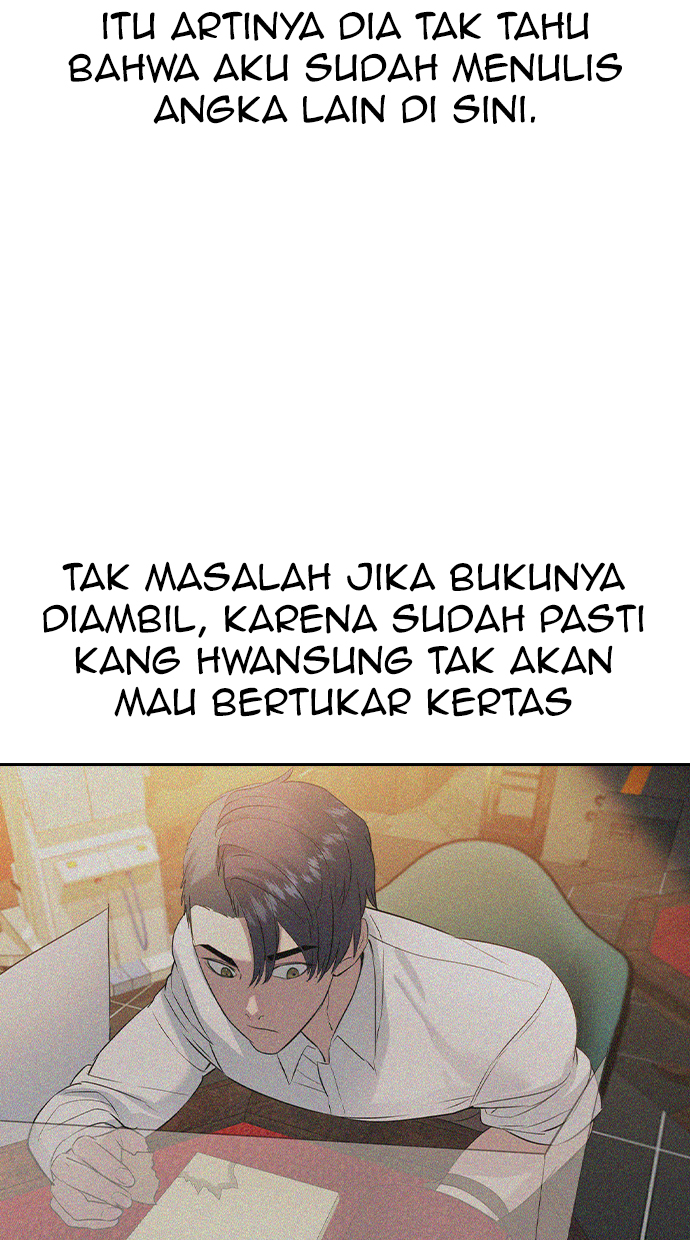 ITU ARTINYA DIA TAK TAHU
BAHWA AKU SUDAH MENULIS
ANGKA LAIN DI SINI.
TAK MASALAH JIKA BUKUNYA
DIAMBIL, KARENA SUDAH PASTI
KANG HWANSUNG TAK AKAN
MAU BERTUKAR KERTAS